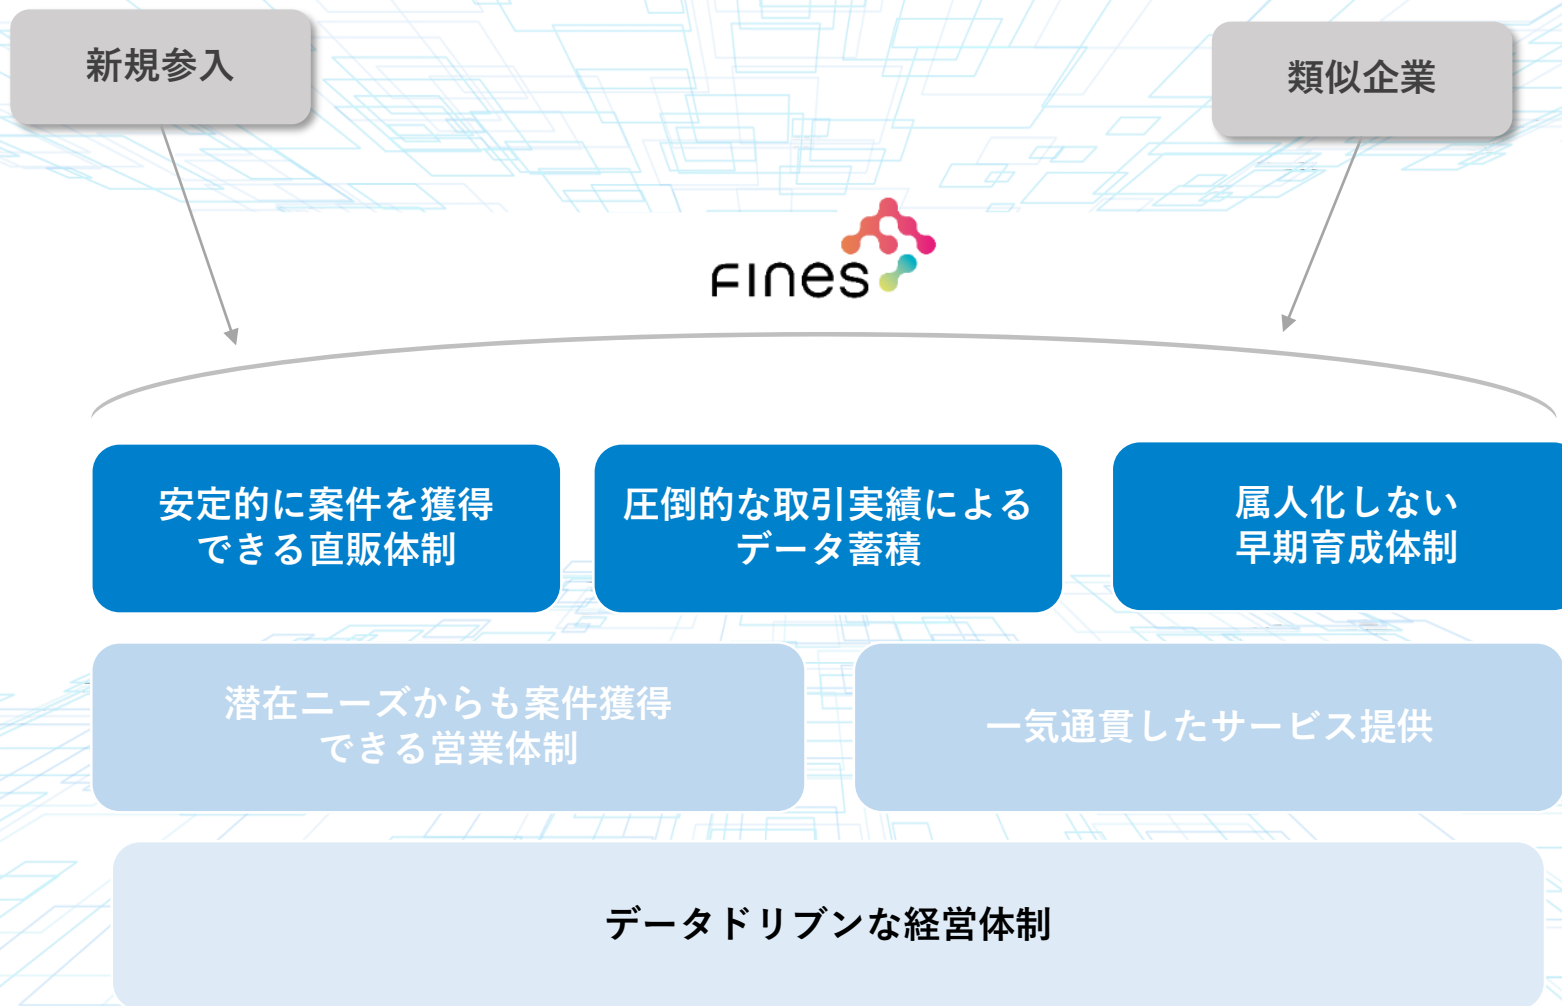 新規参入
類似企業
FINES
安定的に案件を獲得
できる直販体制
圧倒的な取引実績による
データ蓄積
属人化しない
早期育成体制
潜在ニーズからも案件獲得
できる営業体制
一気通貫したサービス提供
データドリブンな経営体制